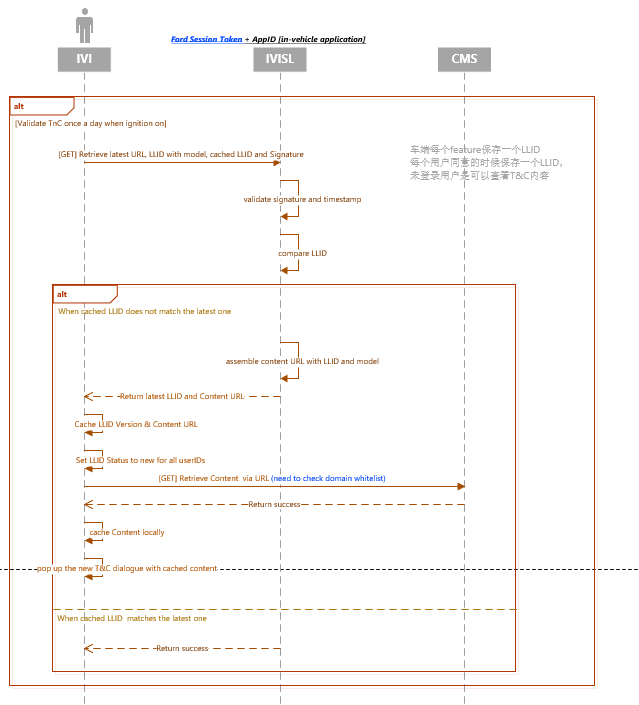 Ford Session Token + AppID [in-vehicle application]
IVI
IVISL
CMS
alt
[Validate TnC once a day when ignition on]
车端每个feature保存一个LLID
每个用户同意的时候保存一个LLID，
未登录用户是可以查看T&C内容
[GET] Retrieve latest URL, LLID with model, cached LLID and Signature
validate signature and timestamp
compare LLID
alt
When cached LLID does not match the latest one
assemble content URL with LLID and model
Return latest LLID and Content URL
Cache LLID Version & Content URL
Set LLID Status to new for all userIDs
[GET] Retrieve Content via URL (need to check domain whitelist)
Return success
cache Content locally
pop up the new T&C dialogue with cached content
When cached LLID matches the latest one
Return success